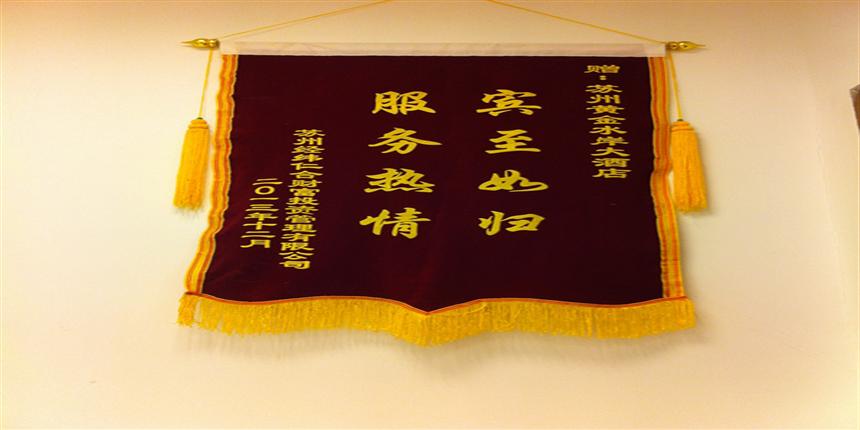 赠：苏州黄金水岸大酒店
宾至如归
服务热情
苏州经纬仁合财富投资管理有限公司
二〇一三年十二月